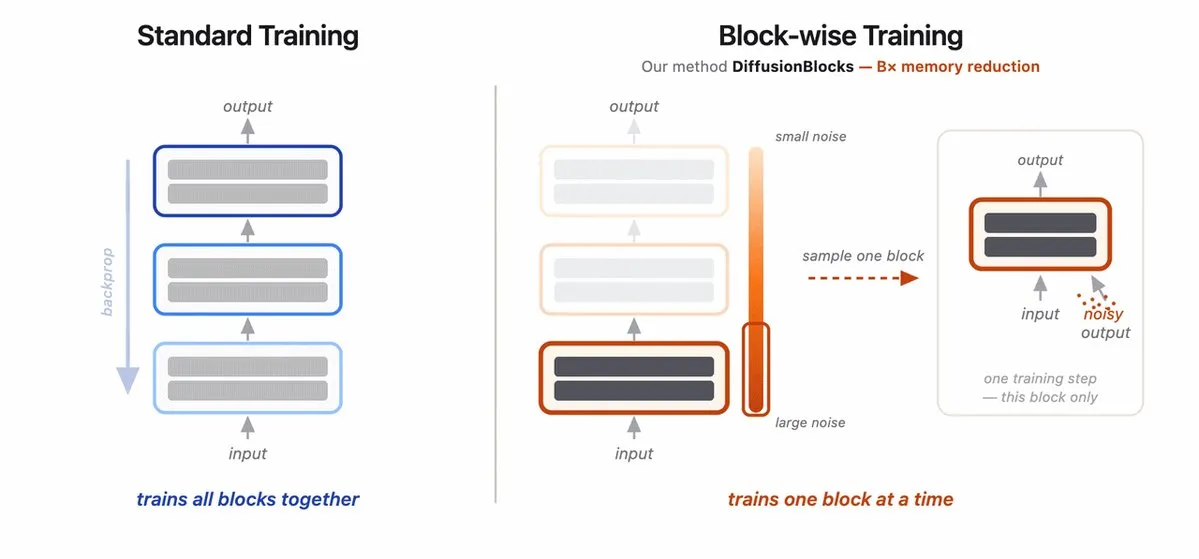 Standard Training
output
backprop
input
trains all blocks together
Block-wise Training
Our method DiffusionBlocks — B× memory reduction
output
small noise
large noise
input
sample one block
output
input
noisy
output
one training step
— this block only
trains one block at a time